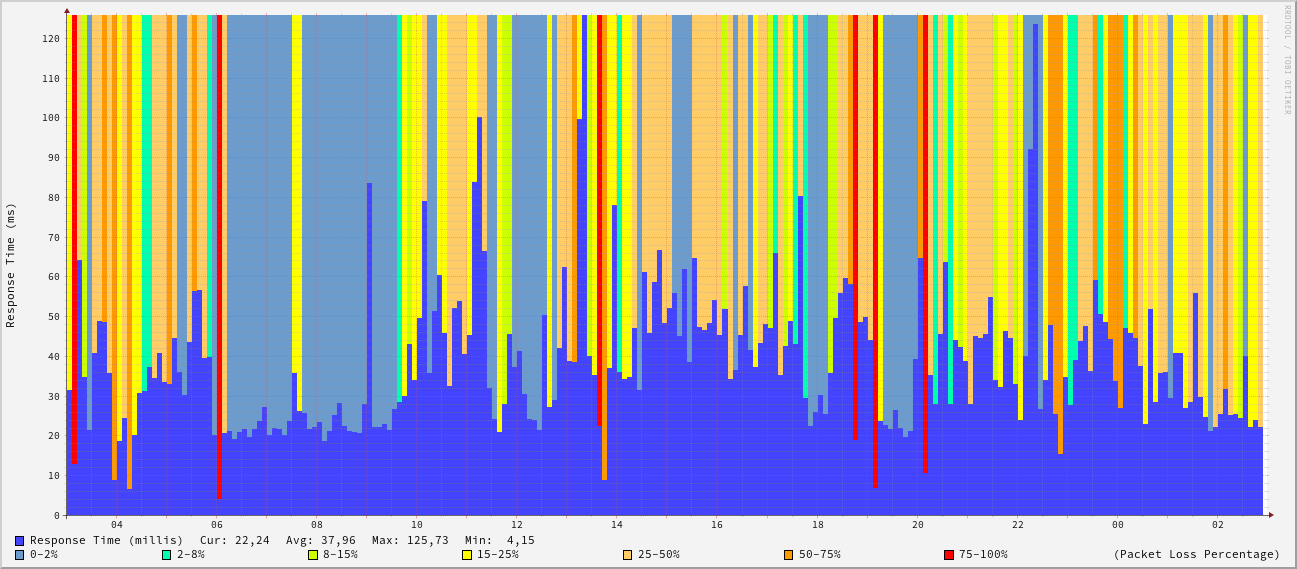 RRDTOOL / TOBI OETIKER
Response Time (ms)
120
110
100
90
80
70
60
50
40
30
20
10
0
04 06 08 10 12 14 16 18 20 22 00 02
Response Time (millis) Cur: 22,24 Avg: 37,96 Max: 125,73 Min: 4,15
0-2% 2-8% 8-15% 15-25% 25-50% 50-75% 75-100% (Packet Loss Percentage)